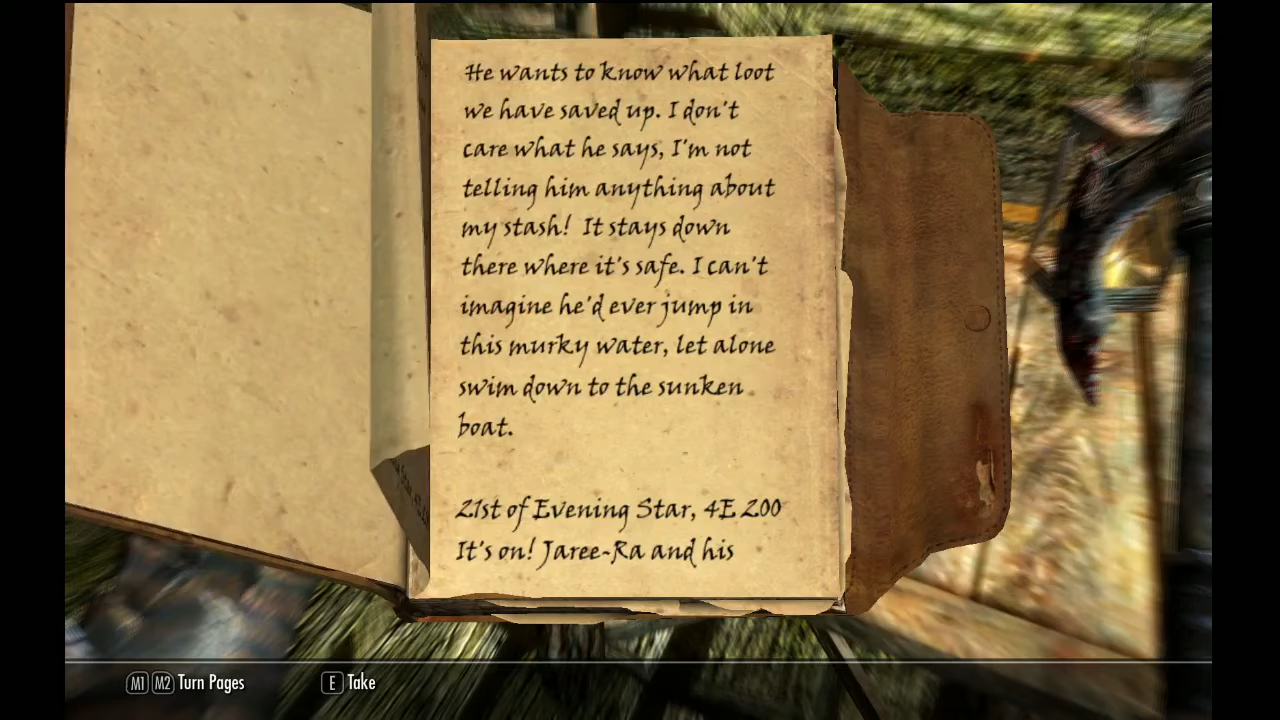 He wants to know what loot
we have saved up. I don't
care what he says, I'm not
telling him anything about
my stash!  It stays down
there where it's safe. I can't
imagine he'd ever jump in
this murky water, let alone
swim down to the sunken
boat.
21st of Evening Star, 4E 200
It's on! Jaree-Ra and his
M1 M2 Turn Pages
E Take